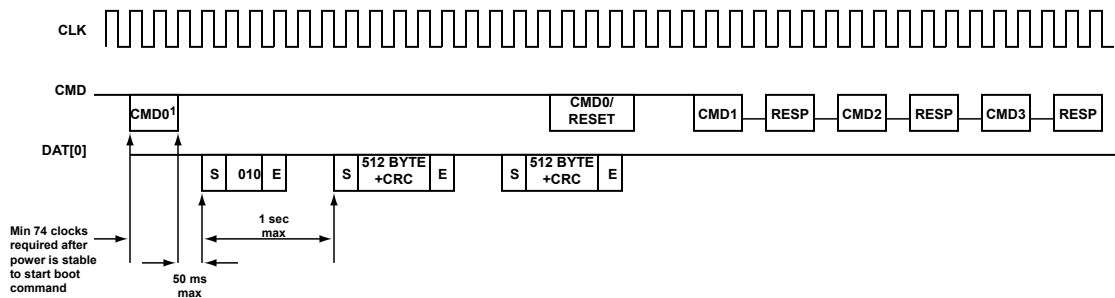 CLK
CMD
CMD0¹
CMD0/
RESET
CMD1
RESP
CMD2
RESP
CMD3
RESP
DAT[0]
S
010
E
S
512 BYTE
+CRC
E
S
512 BYTE
+CRC
E
1 sec
max
Min 74 clocks
required after
power is stable
to start boot
command
50 ms
max